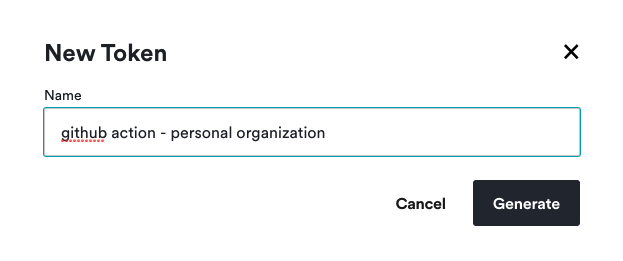 New Token
Name
github action - personal organization
Cancel
Generate